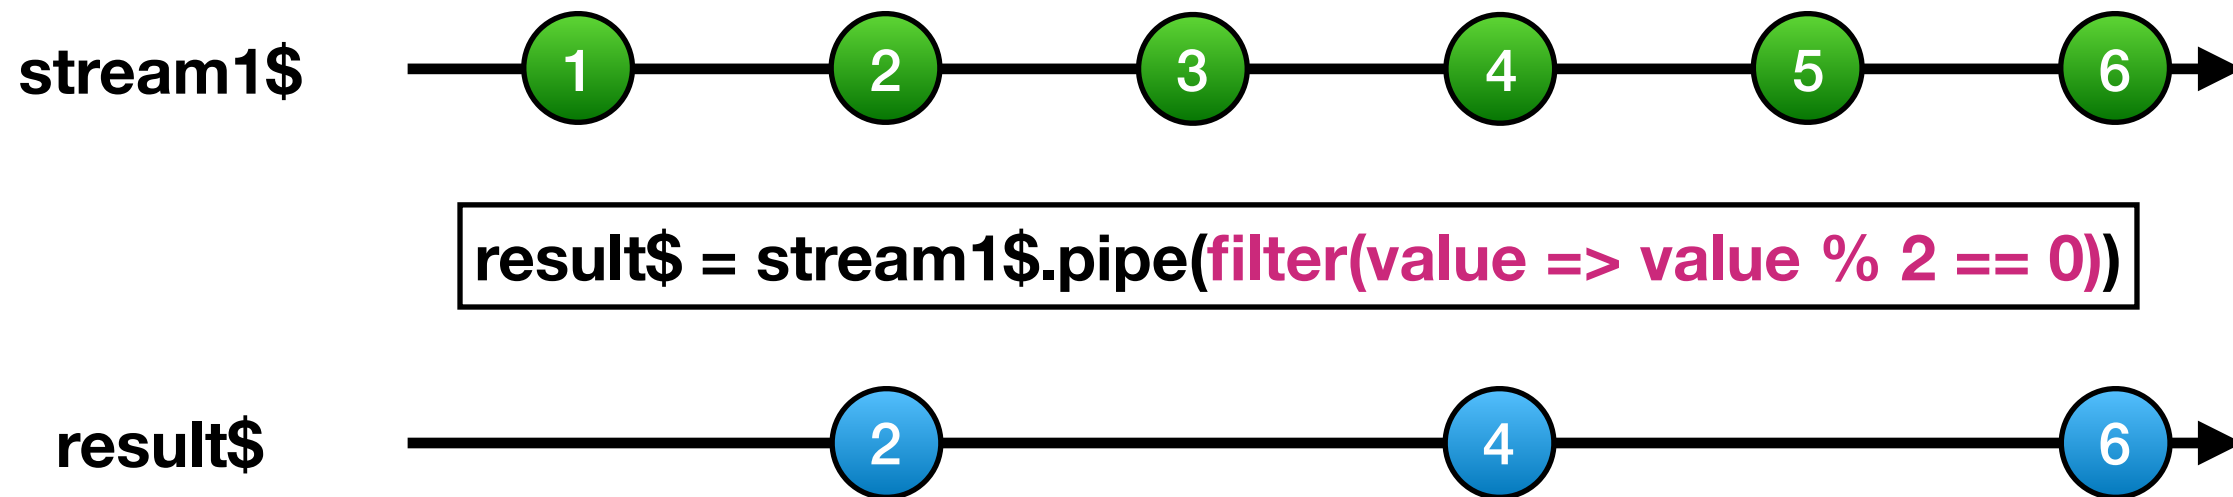 stream1$ 1 2 3 4 5 6
result$ = stream1$.pipe(filter(value => value % 2 == 0))
result$ 2 4 6